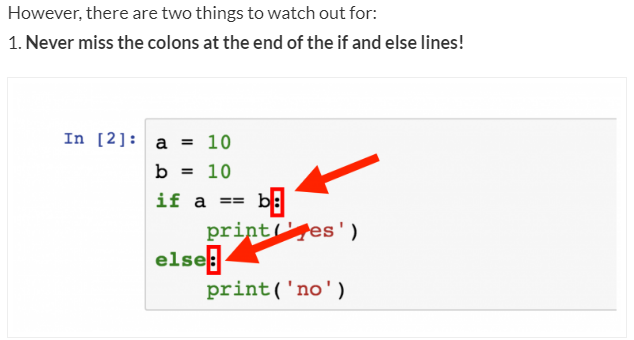 However, there are two things to watch out for:
1. Never miss the colons at the end of the if and else lines!
In [2]: a = 10
b = 10
if a == b:
print('yes')
else:
print('no')